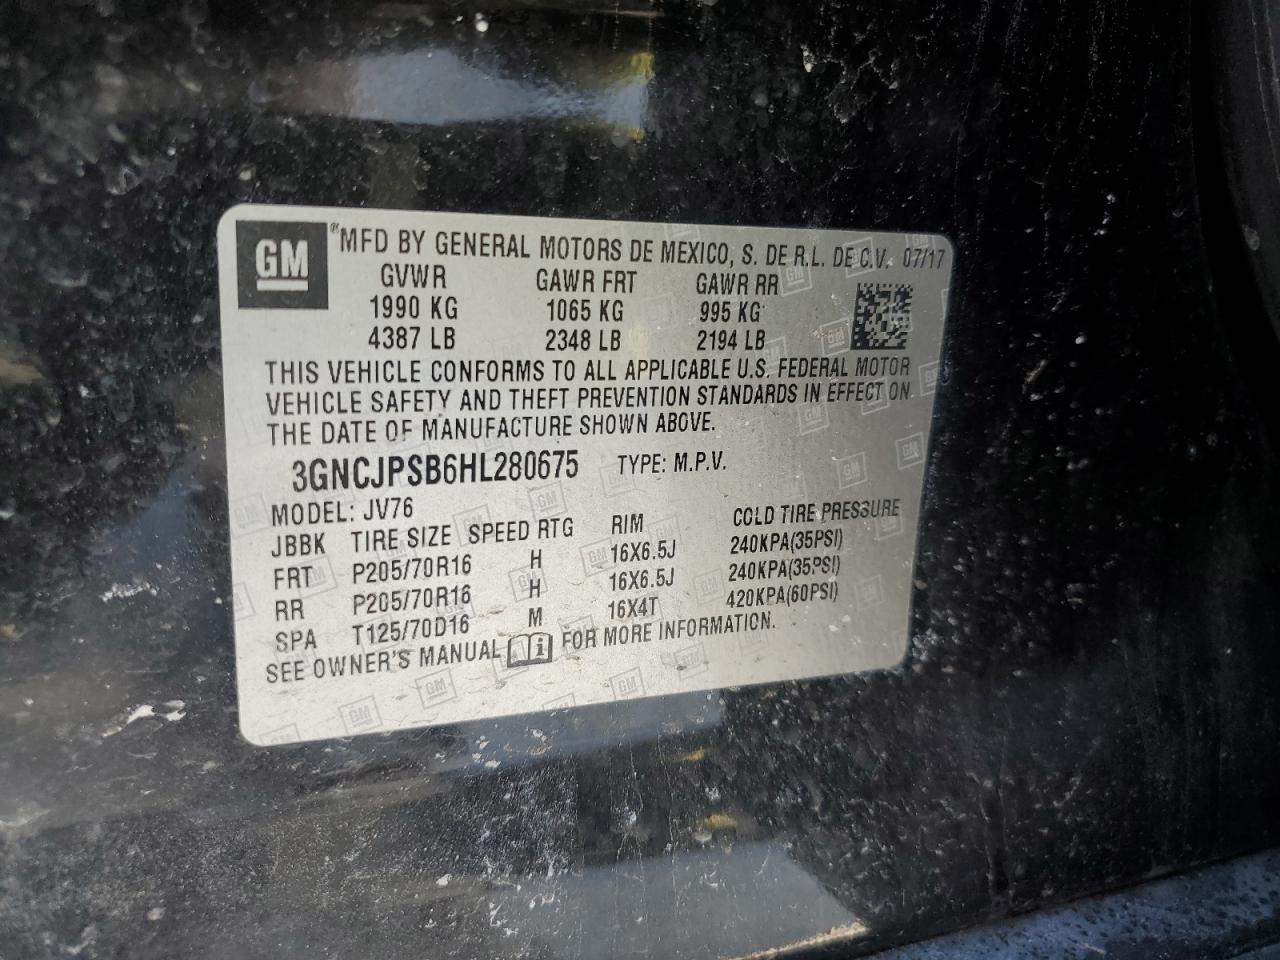 GM ® MFD BY GENERAL MOTORS DE MEXICO, S. DE R.L. DE C.V. 07/17
GVWR GAWR FRT GAWR RR
1990 KG 1065 KG 995 KG
4387 LB 2348 LB 2194 LB
THIS VEHICLE CONFORMS TO ALL APPLICABLE U.S. FEDERAL MOTOR
VEHICLE SAFETY AND THEFT PREVENTION STANDARDS IN EFFECT ON
THE DATE OF MANUFACTURE SHOWN ABOVE.
3GNCJPSB6HL280675 TYPE: M.P.V.
MODEL: JV76
JBBK TIRE SIZE SPEED RTG RIM COLD TIRE PRESSURE
FRT P205/70R16 H 16X6.5J 240KPA(35PSI)
RR P205/70R16 H 16X6.5J 240KPA(35PSI)
SPA T125/70D16 M 16X4T 420KPA(60PSI)
SEE OWNER'S MANUAL i FOR MORE INFORMATION.